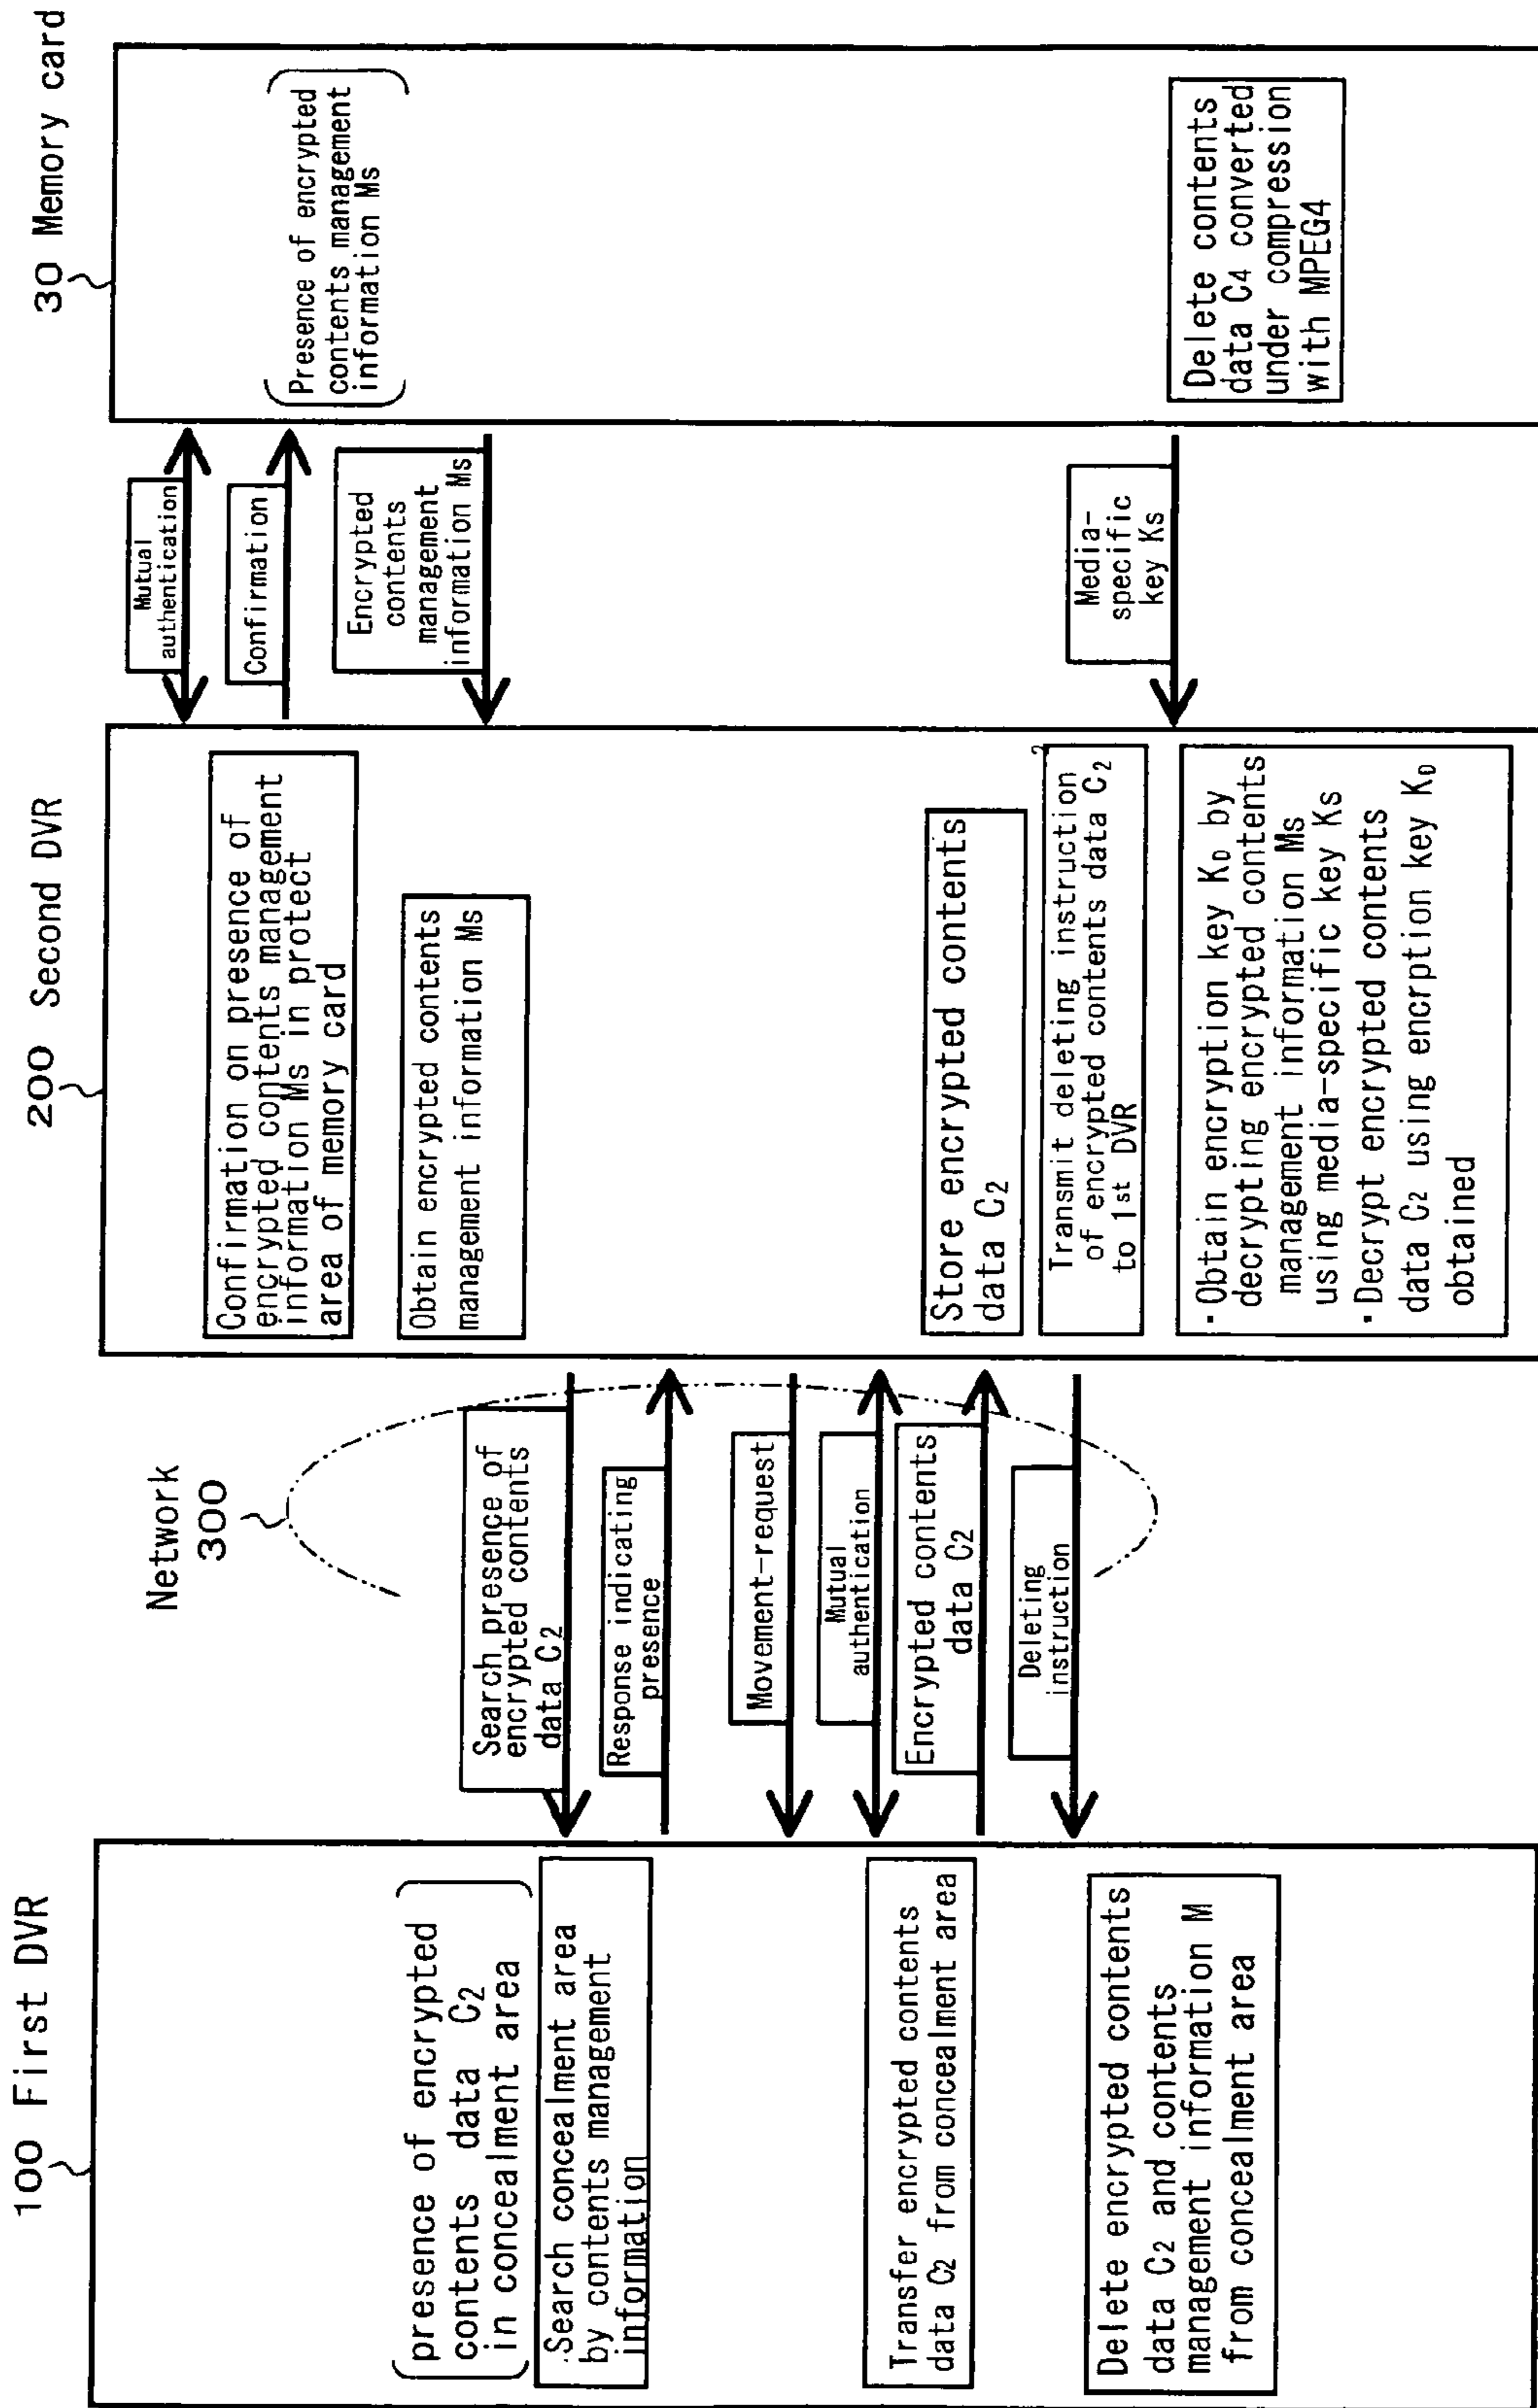 100 First DVR
presence of encrypted
contents data C2
in concealment area
Search concealment area
by contents management
information
Transfer encrypted contents
data C2 from concealment area
Delete encrypted contents
data C2 and contents
management information M
from concealment area
Network
300
Search presence of
encrypted contents
data C2
Response indicating
presence
Movement-request
Mutual
authentication
Encrypted contents
data C2
Deleting
instruction
200 Second DVR
Confirmation on presence of
encrypted contents management
information Ms in protect
area of memory card
Obtain encrypted contents
management information Ms
Store encrypted contents
data C2
2
Transmit deleting instruction
of encrypted contents data C2
to 1st DVR
・Obtain encryption key KD by
decrypting encrypted contents
management information Ms
using media-specific key Ks
・Decrypt encrypted contents
data C2 using encrption key KD
obtained
Mutual
authentication
Confirmation
Encrypted
contents
management
information Ms
Media-
specific
key Ks
30 Memory card
Presence of encrypted
contents management
information Ms
Delete contents
data C4 converted
under compression
with MPEG4